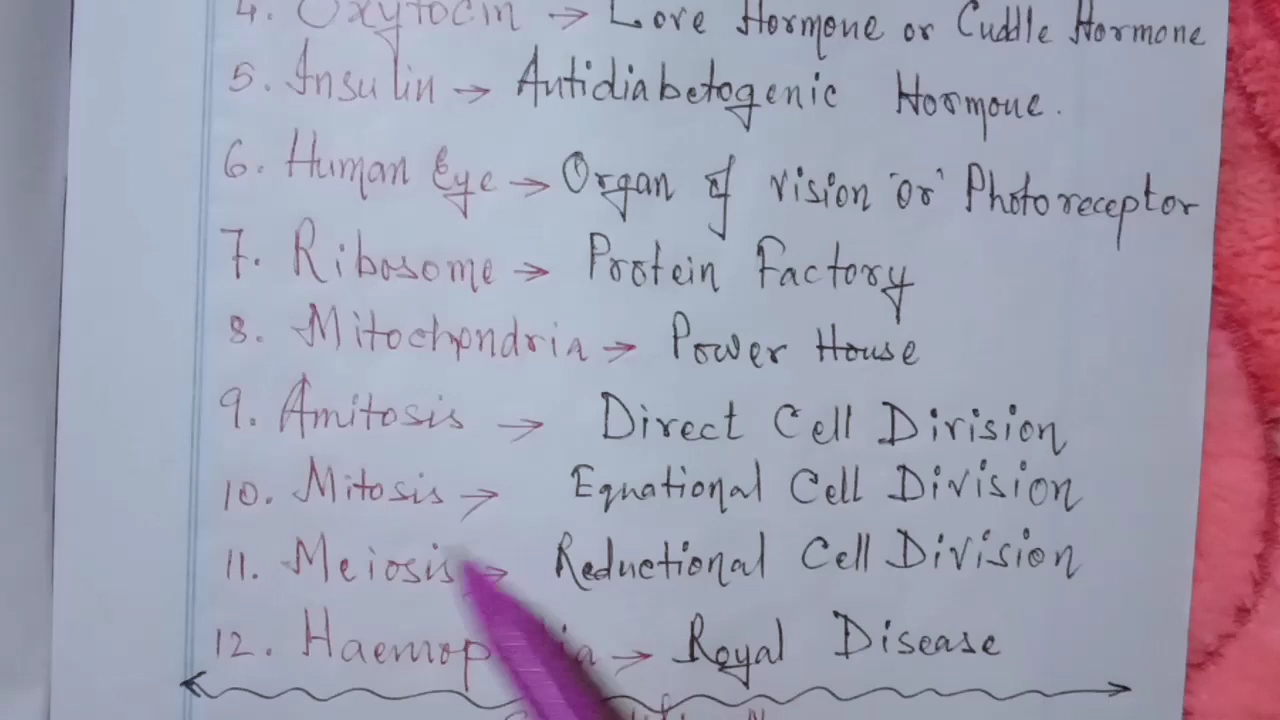 4. Oxytocin → Love Hormone or Cuddle Hormone
5. Insulin → Antidiabetogenic Hormone.
6. Human Eye → Organ of vision "or" Photoreceptor
7. Ribosome → Protein Factory
8. Mitochondria → Power House
9. Amitosis → Direct Cell Division
10. Mitosis → Equational Cell Division
11. Meiosis → Reductional Cell Division
12. → Royal Disease